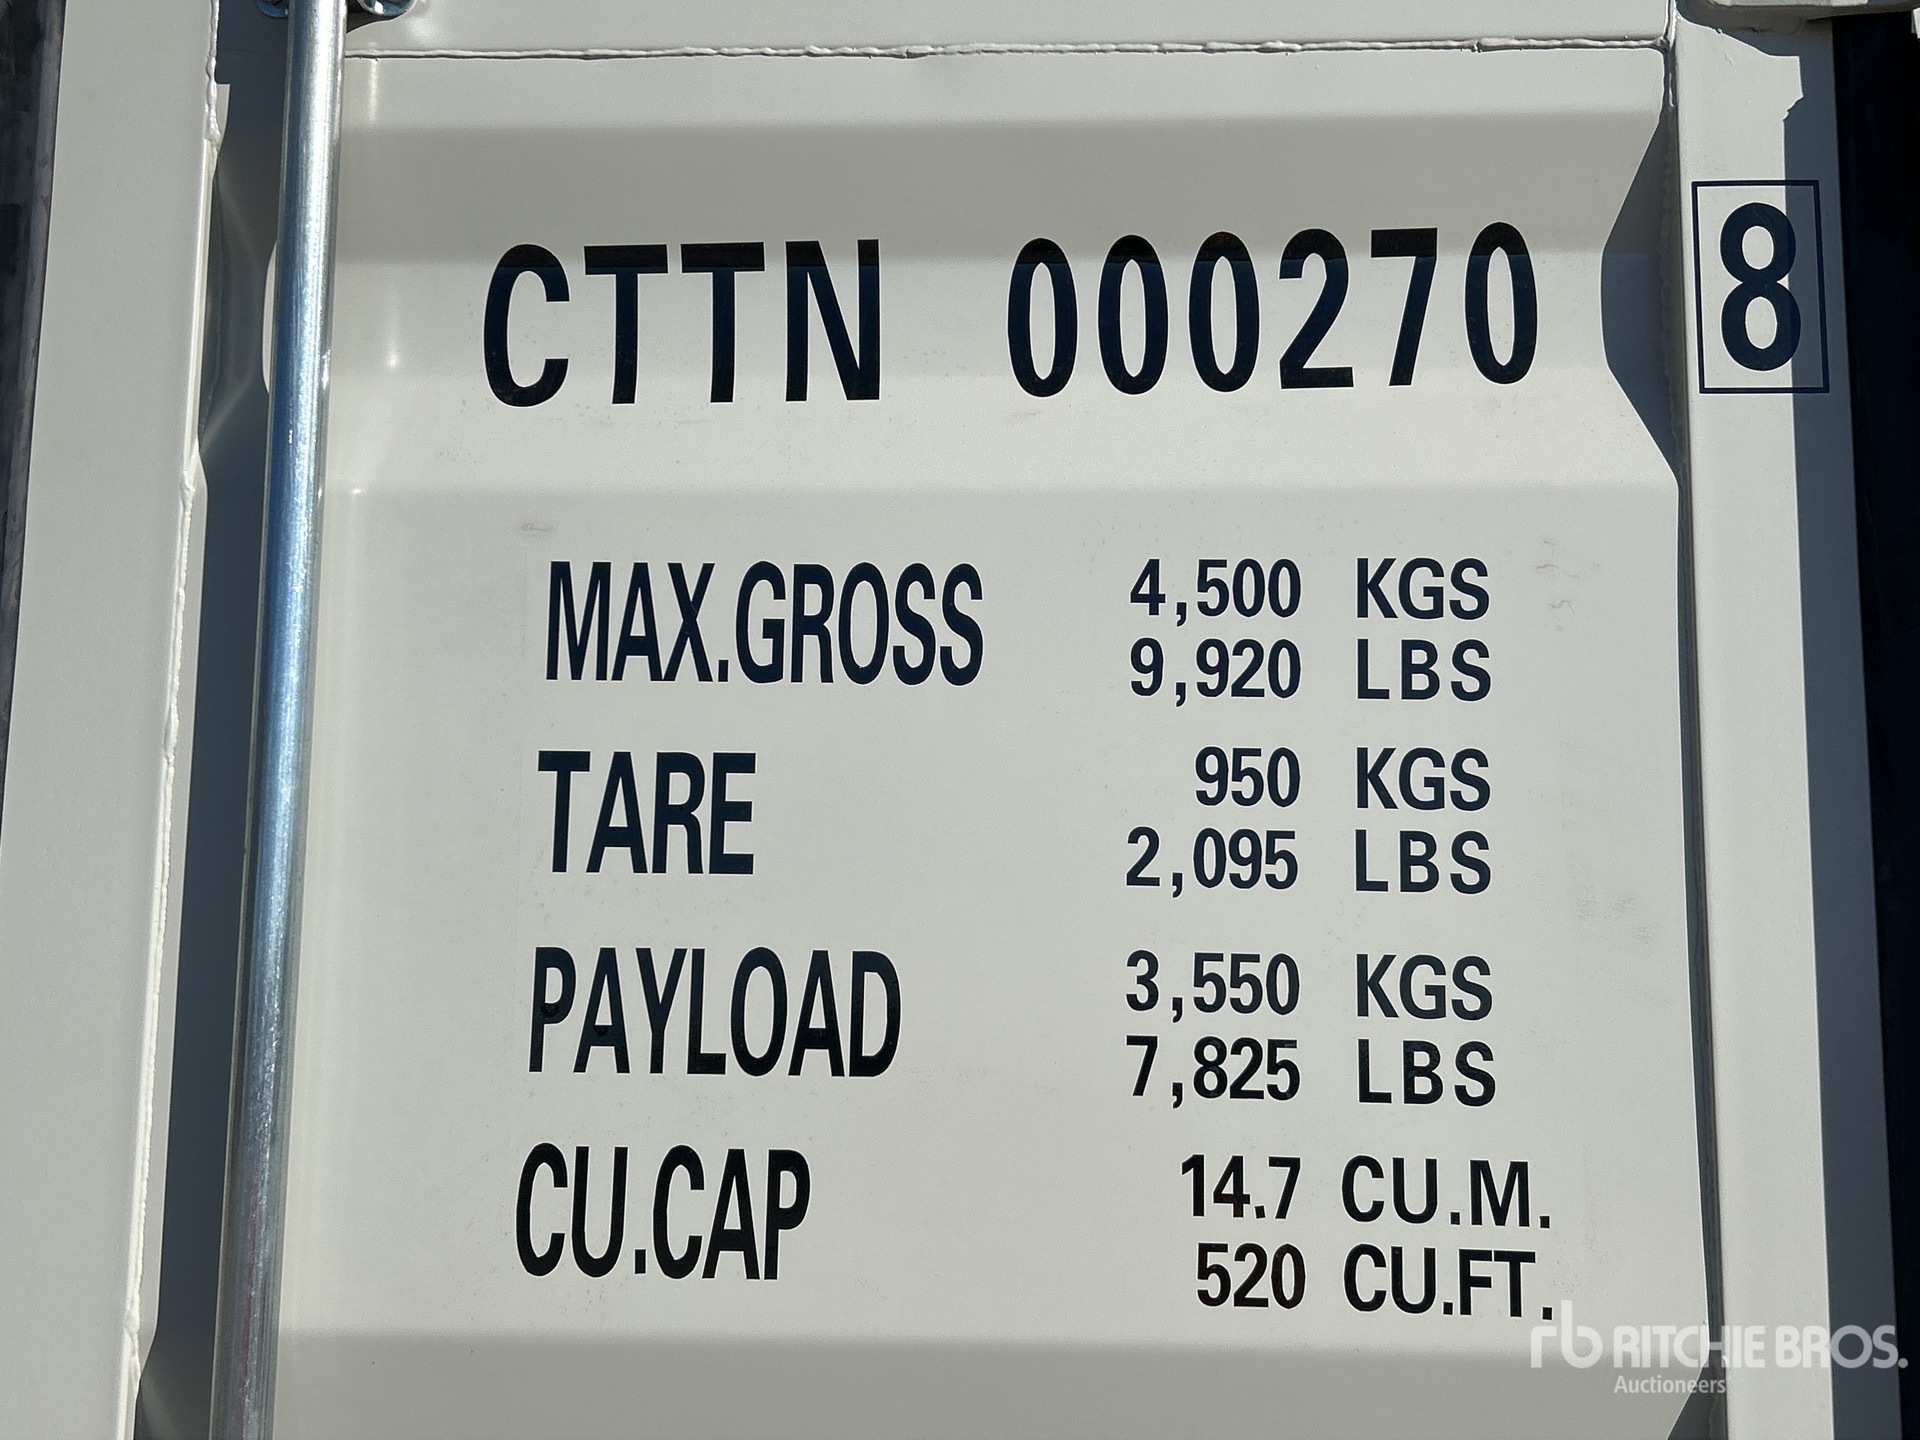 CTTN 000270 8
MAX.GROSS 4,500 KGS
9,920 LBS
TARE 950 KGS
2,095 LBS
PAYLOAD 3,550 KGS
7,825 LBS
CU.CAP 14.7 CU.M.
520 CU.FT.
rb RITCHIE BROS.
Auctioneers